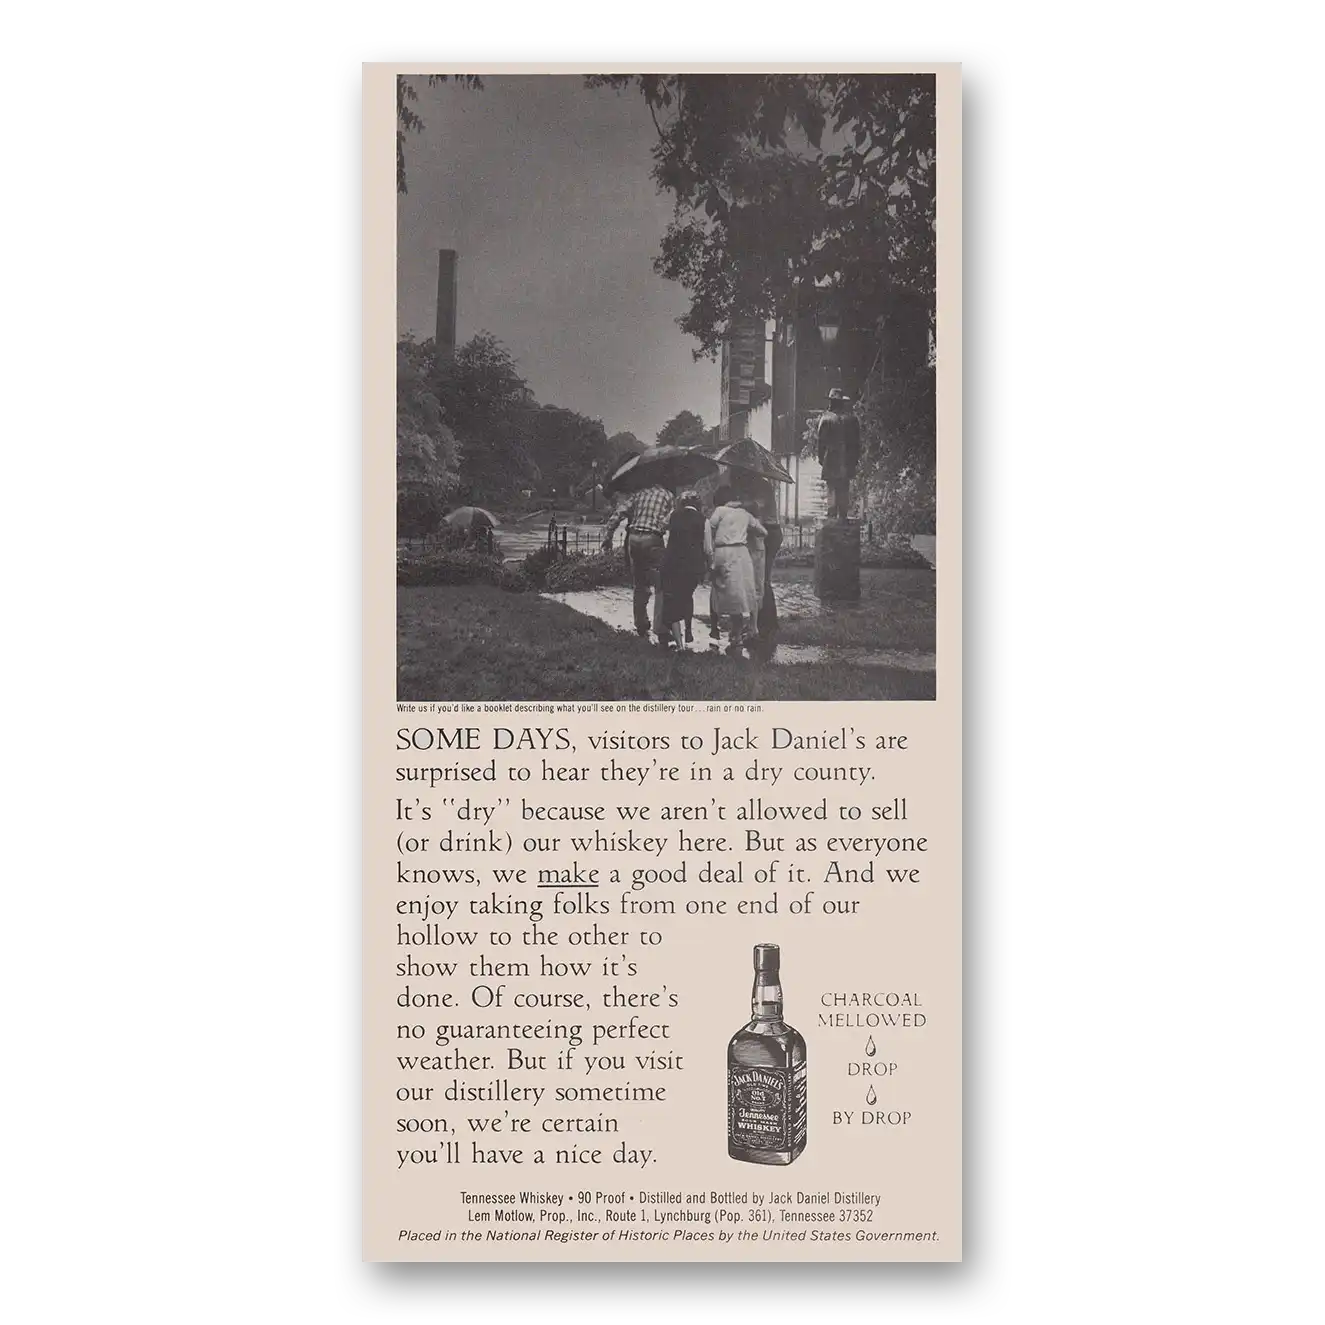 Write us if you'd like a booklet describing what you'll see on the distillery tour...rain or no rain.
SOME DAYS, visitors to Jack Daniel's are
surprised to hear they're in a dry county.
It's "dry" because we aren't allowed to sell
(or drink) our whiskey here. But as everyone
knows, we make a good deal of it. And we
enjoy taking folks from one end of our
hollow to the other to
show them how it's
done. Of course, there's
no guaranteeing perfect
weather. But if you visit
our distillery sometime
soon, we're certain
you'll have a nice day.
CHARCOAL
MELLOWED
DROP
BY DROP
JACK DANIEL'S
Old
No. 7
Tennessee
WHISKEY
Tennessee Whiskey • 90 Proof • Distilled and Bottled by Jack Daniel Distillery
Lem Motlow, Prop., Inc., Route 1, Lynchburg (Pop. 361), Tennessee 37352
Placed in the National Register of Historic Places by the United States Government.